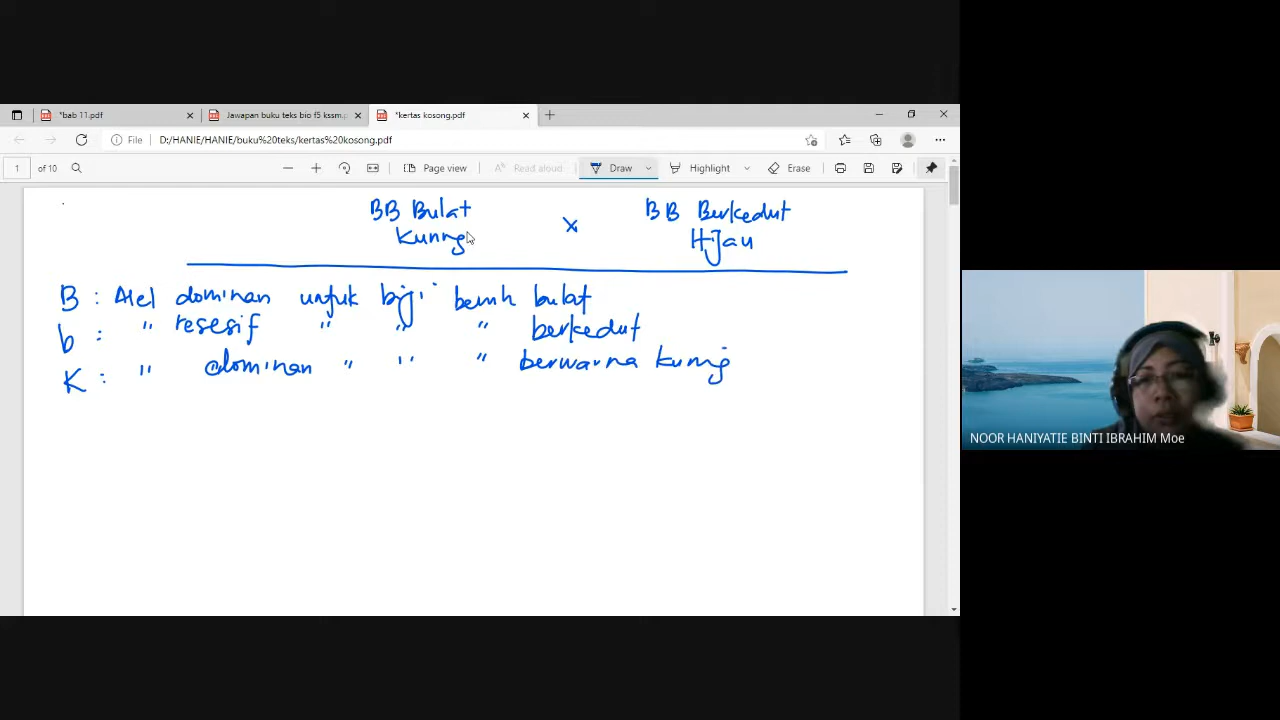 *bab 11.pdf
Jawapan buku teks bio f5 kssm.p
*kertas kosong.pdf
File D:/HANIE/HANIE/buku%20teks/kertas%20kosong.pdf
1 of 10 Page view Read aloud Draw Highlight Erase
BB Bulat x BB Berkedut
Kuning Hijau
B : Alel dominan untuk biji benih bulat
b : " resesif " " " berkedut
K : " dominan " " " berwarna kuning
NOOR HANIYATIE BINTI IBRAHIM Moe